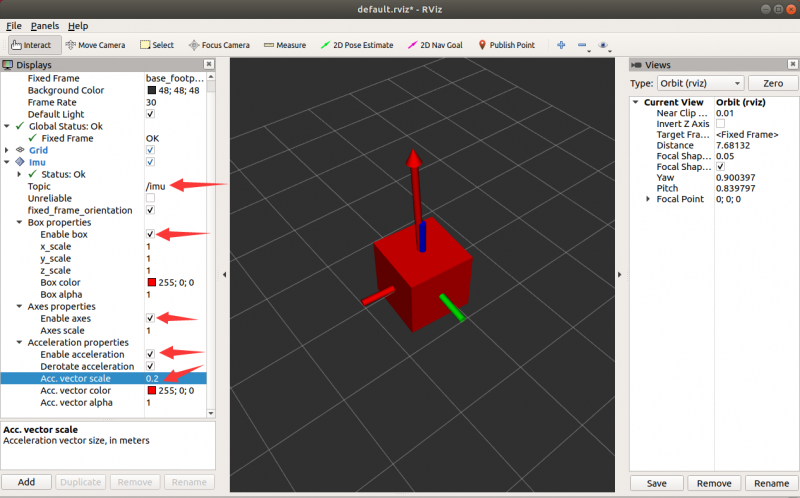 default.rviz* - RViz
File Panels Help
Interact Move Camera Select Focus Camera Measure 2D Pose Estimate 2D Nav Goal Publish Point
Displays
Fixed Frame base_footp...
Background Color 48; 48; 48
Frame Rate 30
Default Light
Global Status: Ok
Fixed Frame OK
Grid
Imu
Status: Ok
Topic /imu
Unreliable
fixed_frame_orientation
Box properties
Enable box
x_scale 1
y_scale 1
z_scale 1
Box color 255; 0; 0
Box alpha 1
Axes properties
Enable axes
Axes scale 1
Acceleration properties
Enable acceleration
Derotate acceleration
Acc. vector scale 0.2
Acc. vector color 255; 0; 0
Acc. vector alpha 1
Acc. vector scale
Acceleration vector size, in meters
Add Duplicate Remove Rename
Views
Type: Orbit (rviz) Zero
Current View Orbit (rviz)
Near Clip ... 0.01
Invert Z Axis
Target Fra... <Fixed Frame>
Distance 7.68132
Focal Shap... 0.05
Focal Shap...
Yaw 0.900397
Pitch 0.839797
Focal Point 0; 0; 0
Save Remove Rename